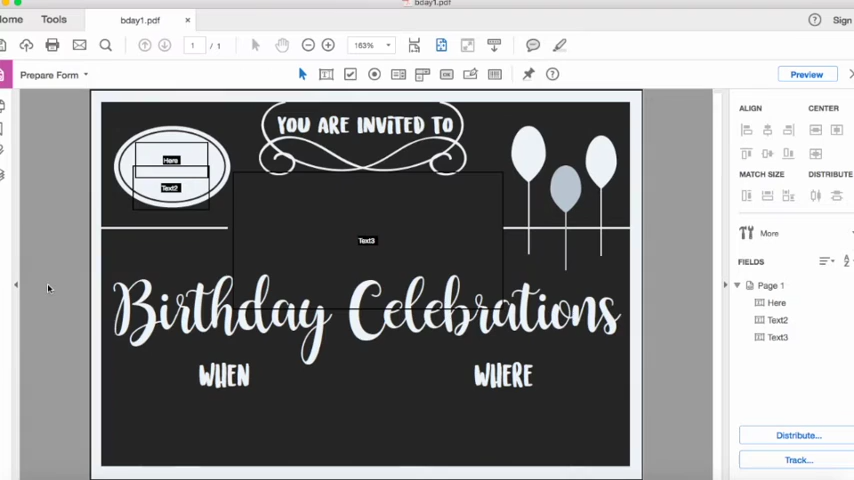 bday1.pdf
ome
Tools
bday1.pdf
×
Sign
1 / 1
163%
Prepare Form
Preview
ALIGN
CENTER
MATCH SIZE
DISTRIBUTE
More
FIELDS
Page 1
Here
Text2
Text3
Distribute...
Track...
YOU ARE INVITED TO
Here
Text2
Text3
Birthday Celebrations
WHEN
WHERE